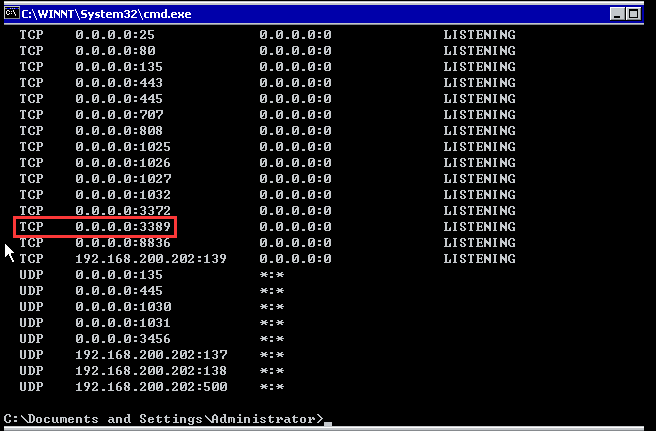 C:\WINNT\System32\cmd.exe
TCP 0.0.0.0:25 0.0.0.0:0 LISTENING
TCP 0.0.0.0:80 0.0.0.0:0 LISTENING
TCP 0.0.0.0:135 0.0.0.0:0 LISTENING
TCP 0.0.0.0:443 0.0.0.0:0 LISTENING
TCP 0.0.0.0:445 0.0.0.0:0 LISTENING
TCP 0.0.0.0:707 0.0.0.0:0 LISTENING
TCP 0.0.0.0:808 0.0.0.0:0 LISTENING
TCP 0.0.0.0:1025 0.0.0.0:0 LISTENING
TCP 0.0.0.0:1026 0.0.0.0:0 LISTENING
TCP 0.0.0.0:1027 0.0.0.0:0 LISTENING
TCP 0.0.0.0:1032 0.0.0.0:0 LISTENING
TCP 0.0.0.0:3372 0.0.0.0:0 LISTENING
TCP 0.0.0.0:3389 0.0.0.0:0 LISTENING
TCP 0.0.0.0:8836 0.0.0.0:0 LISTENING
TCP 192.168.200.202:139 0.0.0.0:0 LISTENING
UDP 0.0.0.0:135 *:*
UDP 0.0.0.0:445 *:*
UDP 0.0.0.0:1030 *:*
UDP 0.0.0.0:1031 *:*
UDP 0.0.0.0:3456 *:*
UDP 192.168.200.202:137 *:*
UDP 192.168.200.202:138 *:*
UDP 192.168.200.202:500 *:*
C:\Documents and Settings\Administrator>_